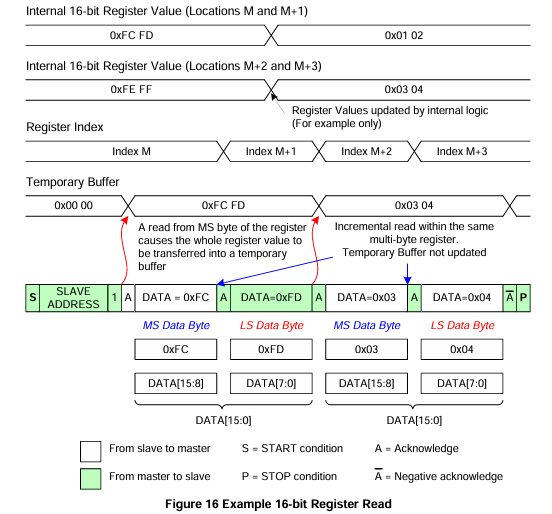 Internal 16-bit Register Value (Locations M and M+1)
0xFC FD 0x01 02
Internal 16-bit Register Value (Locations M+2 and M+3)
0xFE FF 0x03 04
Register Values updated by internal logic
(For example only)
Register Index
Index M Index M+1 Index M+2 Index M+3
Temporary Buffer
0x00 00 0xFC FD 0x03 04
A read from MS byte of the register
causes the whole register value to
be transferred into a temporary
buffer
Incremental read within the same
multi-byte register.
Temporary Buffer not updated
S SLAVE ADDRESS 1 A DATA = 0xFC A DATA=0xFD A DATA=0x03 A DATA=0x04 A̅ P
MS Data Byte LS Data Byte MS Data Byte LS Data Byte
0xFC 0xFD 0x03 0x04
DATA[15:8] DATA[7:0] DATA[15:8] DATA[7:0]
DATA[15:0] DATA[15:0]
From slave to master S = START condition A = Acknowledge
From master to slave P = STOP condition A̅ = Negative acknowledge
Figure 16 Example 16-bit Register Read